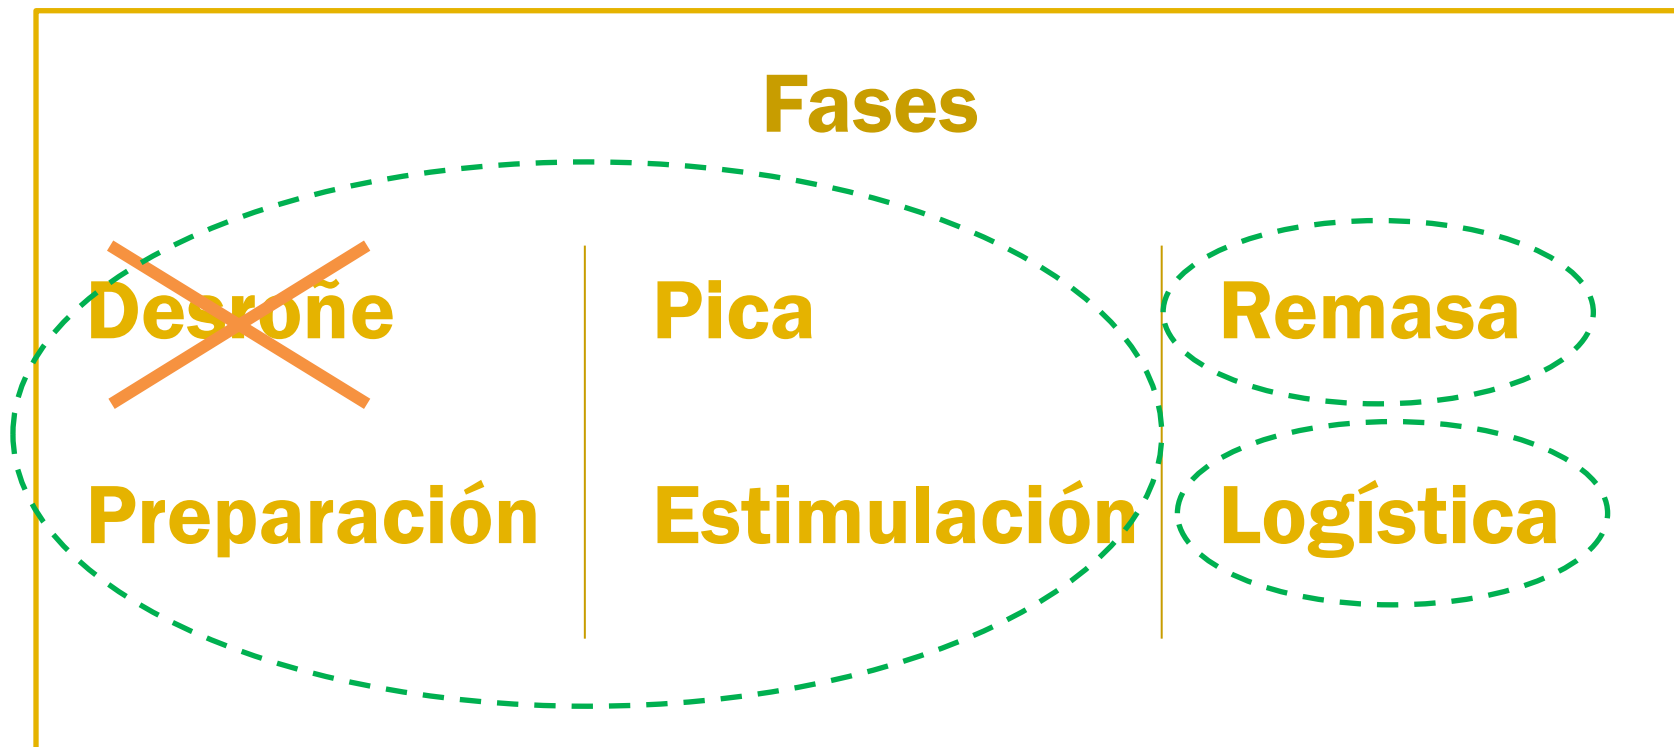 Fases
Desroñe
Preparación
Pica
Estimulación
Remasa
Logística